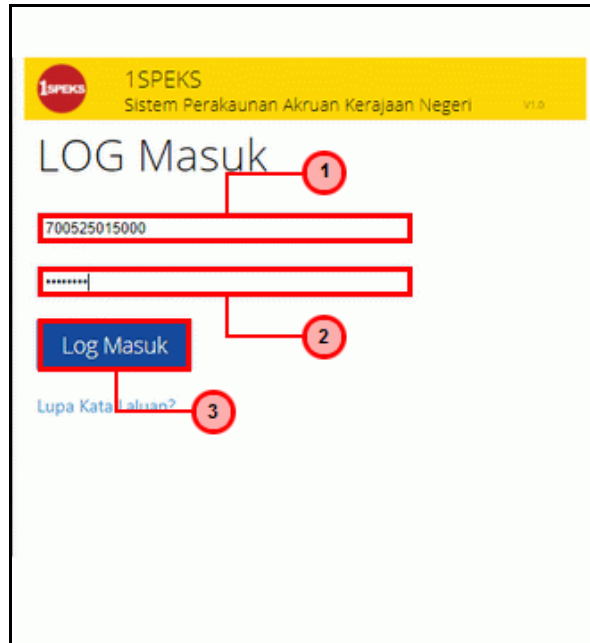 1SPEKS
1SPEKS
Sistem Perakaunan Akruan Kerajaan Negeri V1.0
LOG Masuk
1
700525015000
••••••••
2
Log Masuk
Lupa Kata Laluan?
3